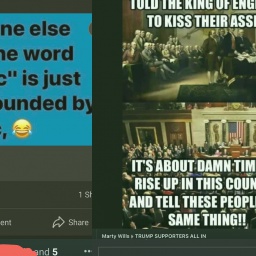 ne else
ne word
c" is just
ounded by
, 😂
1 Sh
ent
Share
and 5
TOLD THE KING OF ENG
TO KISS THEIR ASS
IT'S ABOUT DAMN TIM
RISE UP IN THIS COUN
AND TELL THESE PEOPL
SAME THING!!
Marty Wills ▸ TRUMP SUPPORTERS ALL IN